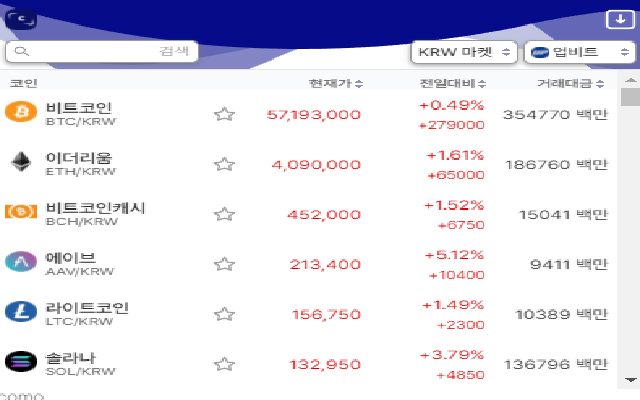 검색
KRW 마켓 업비트
코인 현재가 전일대비 거래대금
비트코인 57,193,000 +0.49% 354770 백만
BTC/KRW +279000
이더리움 4,090,000 +1.61% 186760 백만
ETH/KRW +65000
비트코인캐시 452,000 +1.52% 15041 백만
BCH/KRW +6750
에이브 213,400 +5.12% 9411 백만
AAV/KRW +10400
라이트코인 156,750 +1.49% 10389 백만
LTC/KRW +2300
솔라나 132,950 +3.79% 136796 백만
SOL/KRW +4850
como